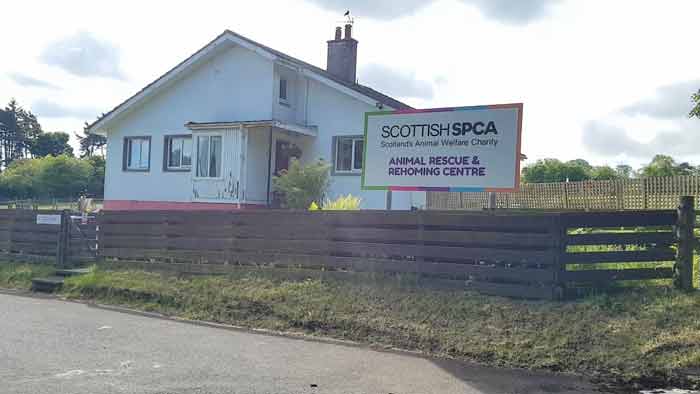 SCOTTISH SPCA
Scotland's Animal Welfare Charity
ANIMAL RESCUE &
REHOMING CENTRE